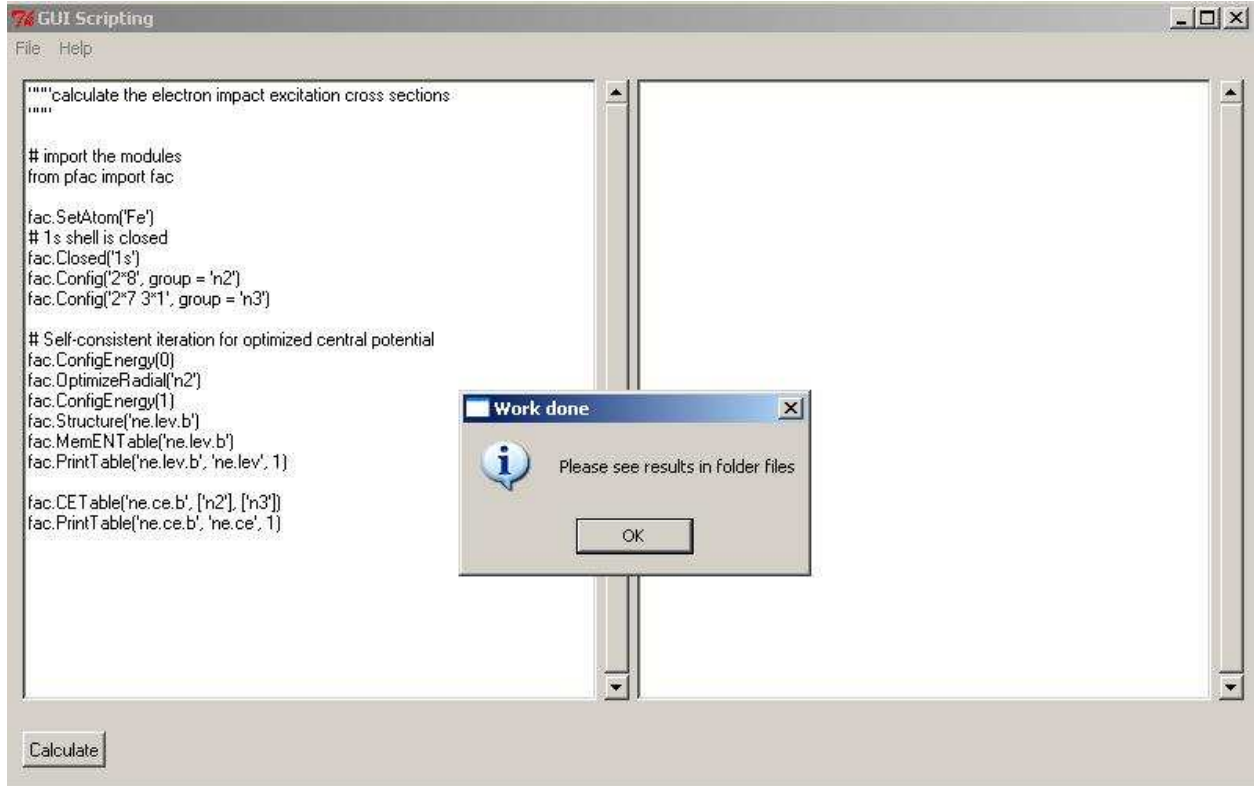 GUI Scripting
File Help
"""calculate the electron impact excitation cross sections
"""
# import the modules
from pfac import fac
fac.SetAtom('Fe')
# 1s shell is closed
fac.Closed('1s')
fac.Config('2*8', group = 'n2')
fac.Config('2*7 3*1', group = 'n3')
# Self-consistent iteration for optimized central potential
fac.ConfigEnergy(0)
fac.OptimizeRadial('n2')
fac.ConfigEnergy(1)
fac.Structure('ne.lev.b')
fac.MemENTable('ne.lev.b')
fac.PrintTable('ne.lev.b', 'ne.lev', 1)
fac.CETable('ne.ce.b', ['n2'], ['n3'])
fac.PrintTable('ne.ce.b', 'ne.ce', 1)
Work done
Please see results in folder files
OK
Calculate